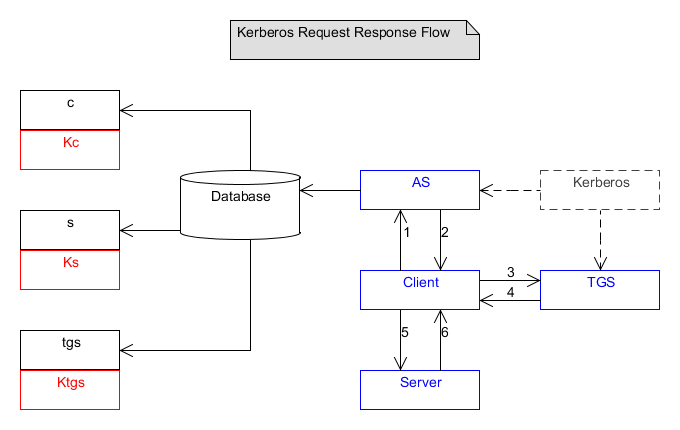 Kerberos Request Response Flow
c
Kc
Database
AS
Kerberos
s
Ks
1
2
Client
3
4
TGS
tgs
Ktgs
5
6
Server